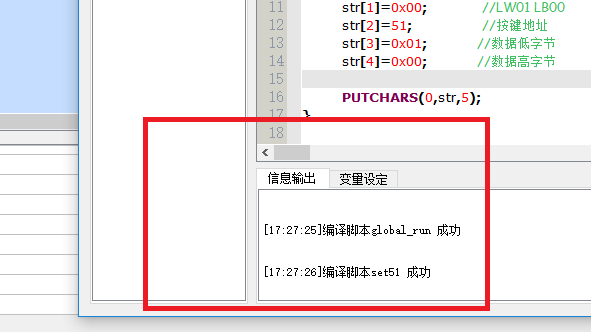 11 str[1]=0x00; //LW01 LB00
12 str[2]=51; //按键地址
13 str[3]=0x01; //数据低字节
14 str[4]=0x00; //数据高字节
15
16 PUTCHARS(0,str,5);
17 }
18
信息输出 变量设定
[17:27:25]编译脚本global_run 成功
[17:27:26]编译脚本set51 成功